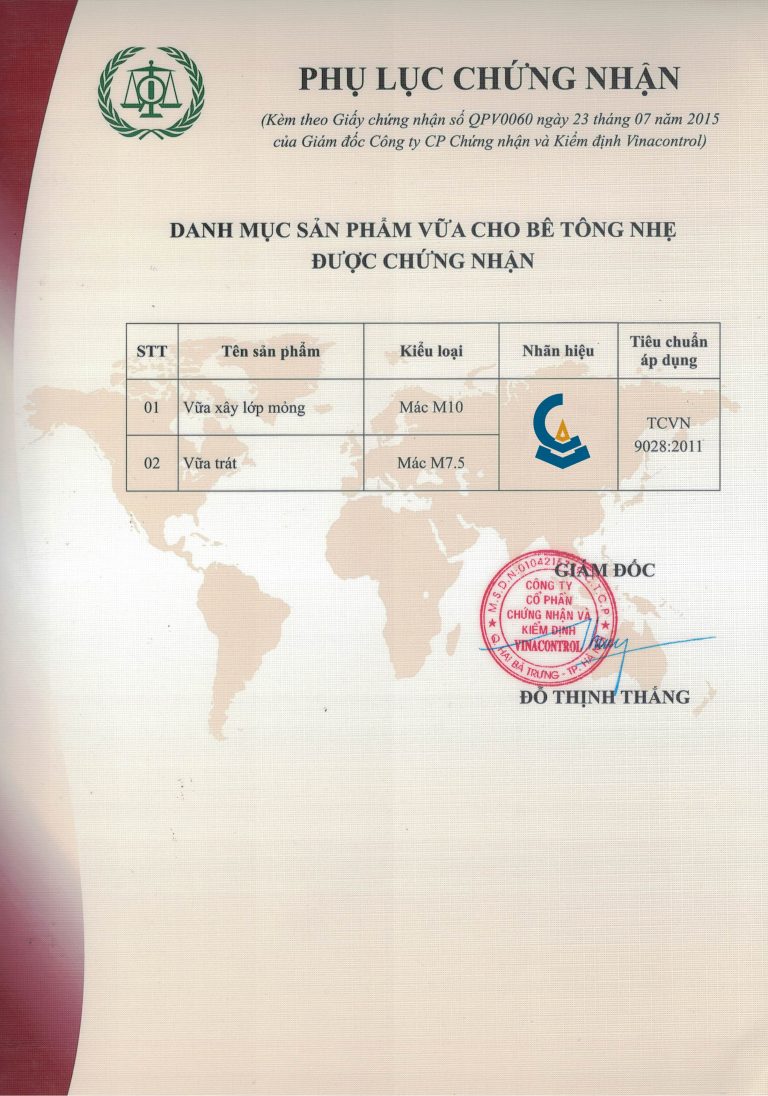 PHỤ LỤC CHỨNG NHẬN
(Kèm theo Giấy chứng nhận số QPV0060 ngày 23 tháng 07 năm 2015
của Giám đốc Công ty CP Chứng nhận và Kiểm định Vinacontrol)
DANH MỤC SẢN PHẨM VỮA CHO BÊ TÔNG NHẸ
ĐƯỢC CHỨNG NHẬN
STT Tên sản phẩm Kiểu loại Nhãn hiệu Tiêu chuẩn áp dụng
01 Vữa xây lớp mỏng Mác M10
TCVN
9028:2011
02 Vữa trát Mác M7.5
GIÁM ĐỐC
M.S.D.N:010421
C.P
CÔNG TY
CỔ PHẦN
CHỨNG NHẬN VÀ
KIỂM ĐỊNH
VINACONTROL
HAI BÀ TRƯNG - TP. HÀ
ĐỖ THỊNH THẮNG